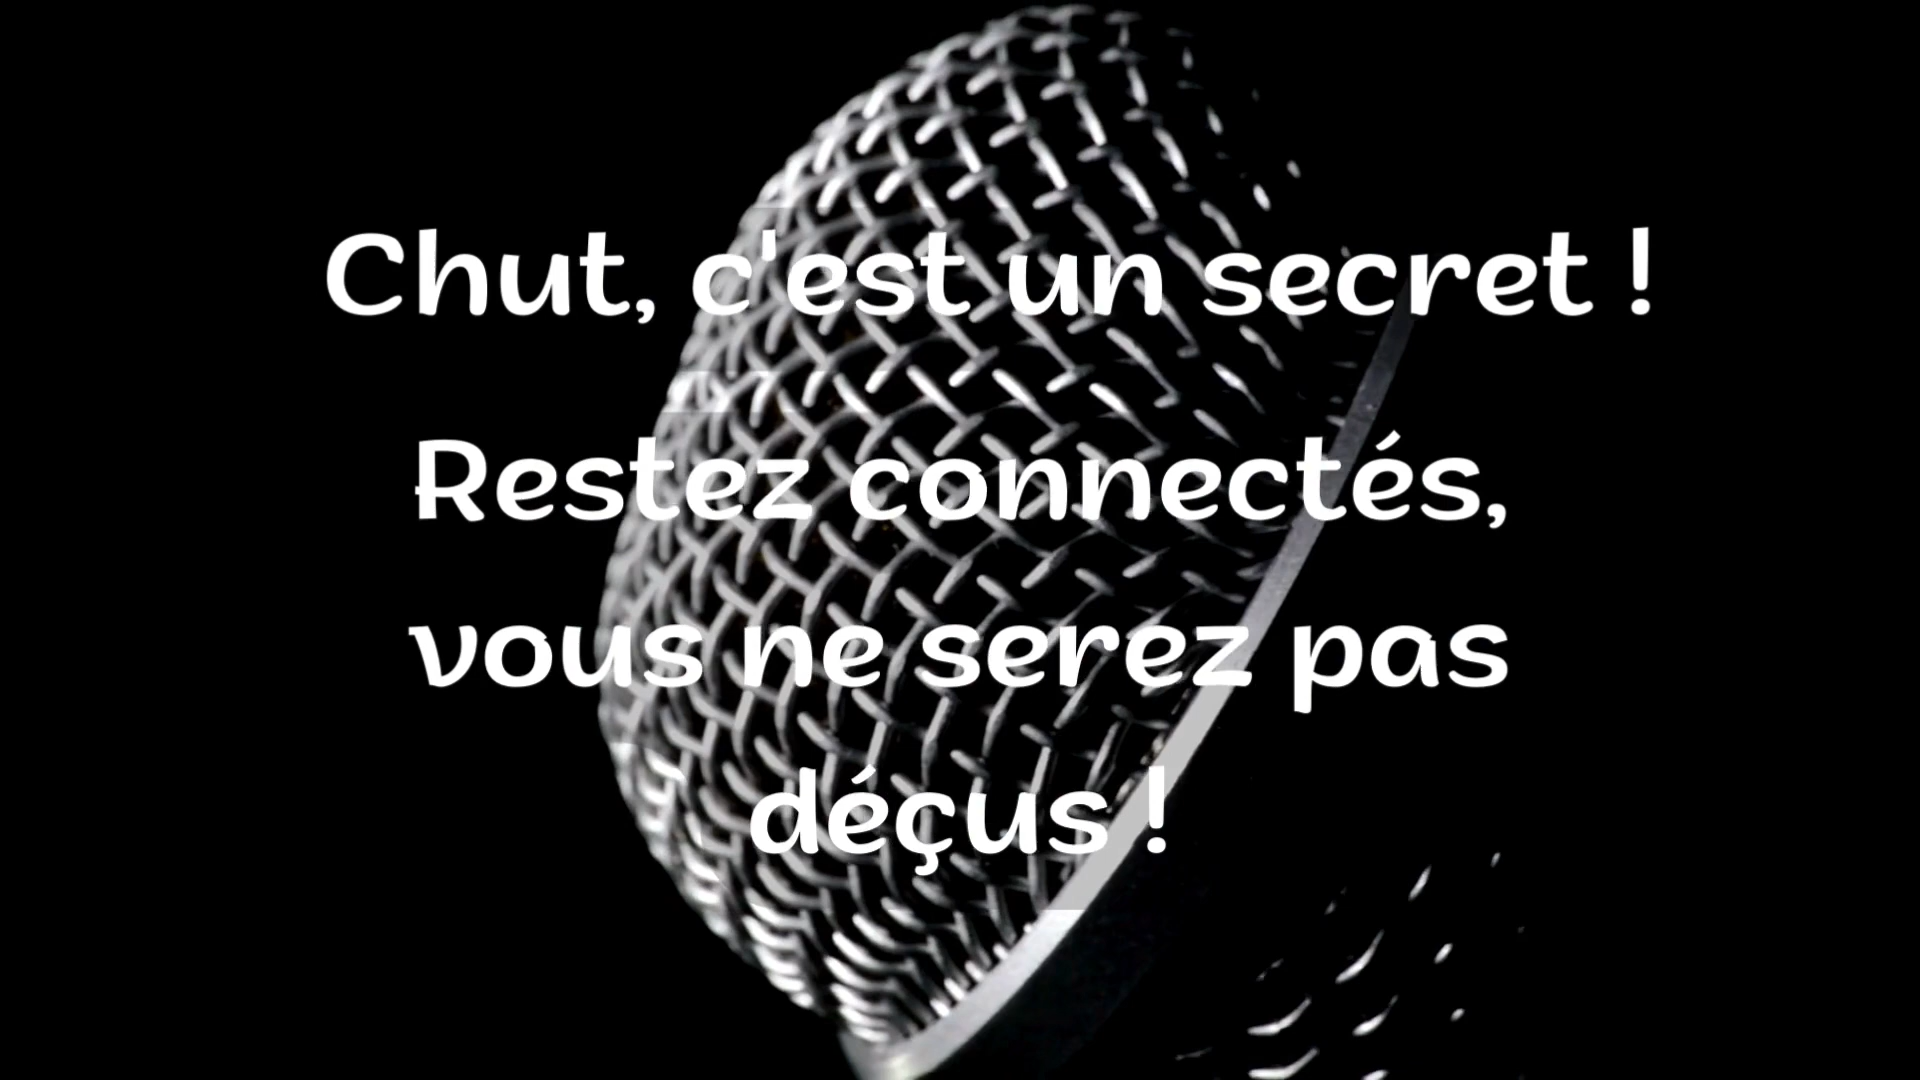 Chut, c'est un secret !
Restez connectés,
vous ne serez pas
déçus !